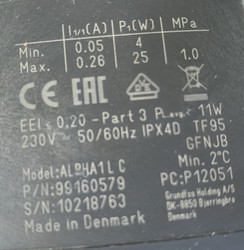 I1/1(A) P1(W) MPa
Min. 0.05 4 1.0
Max. 0.26 25
CE EAC
EEI ≤ 0.20-Part 3 PL,avg≤ 11W
230V~ 50/60Hz IPX4D TF95
GFNJB
Model:ALPHA1 L C Min. 2°C
P/N:99160579 PC:P12051
S/N:10218763 Grundfos Holding A/S
DK-8850 Bjerringbro
Made in Denmark Denmark